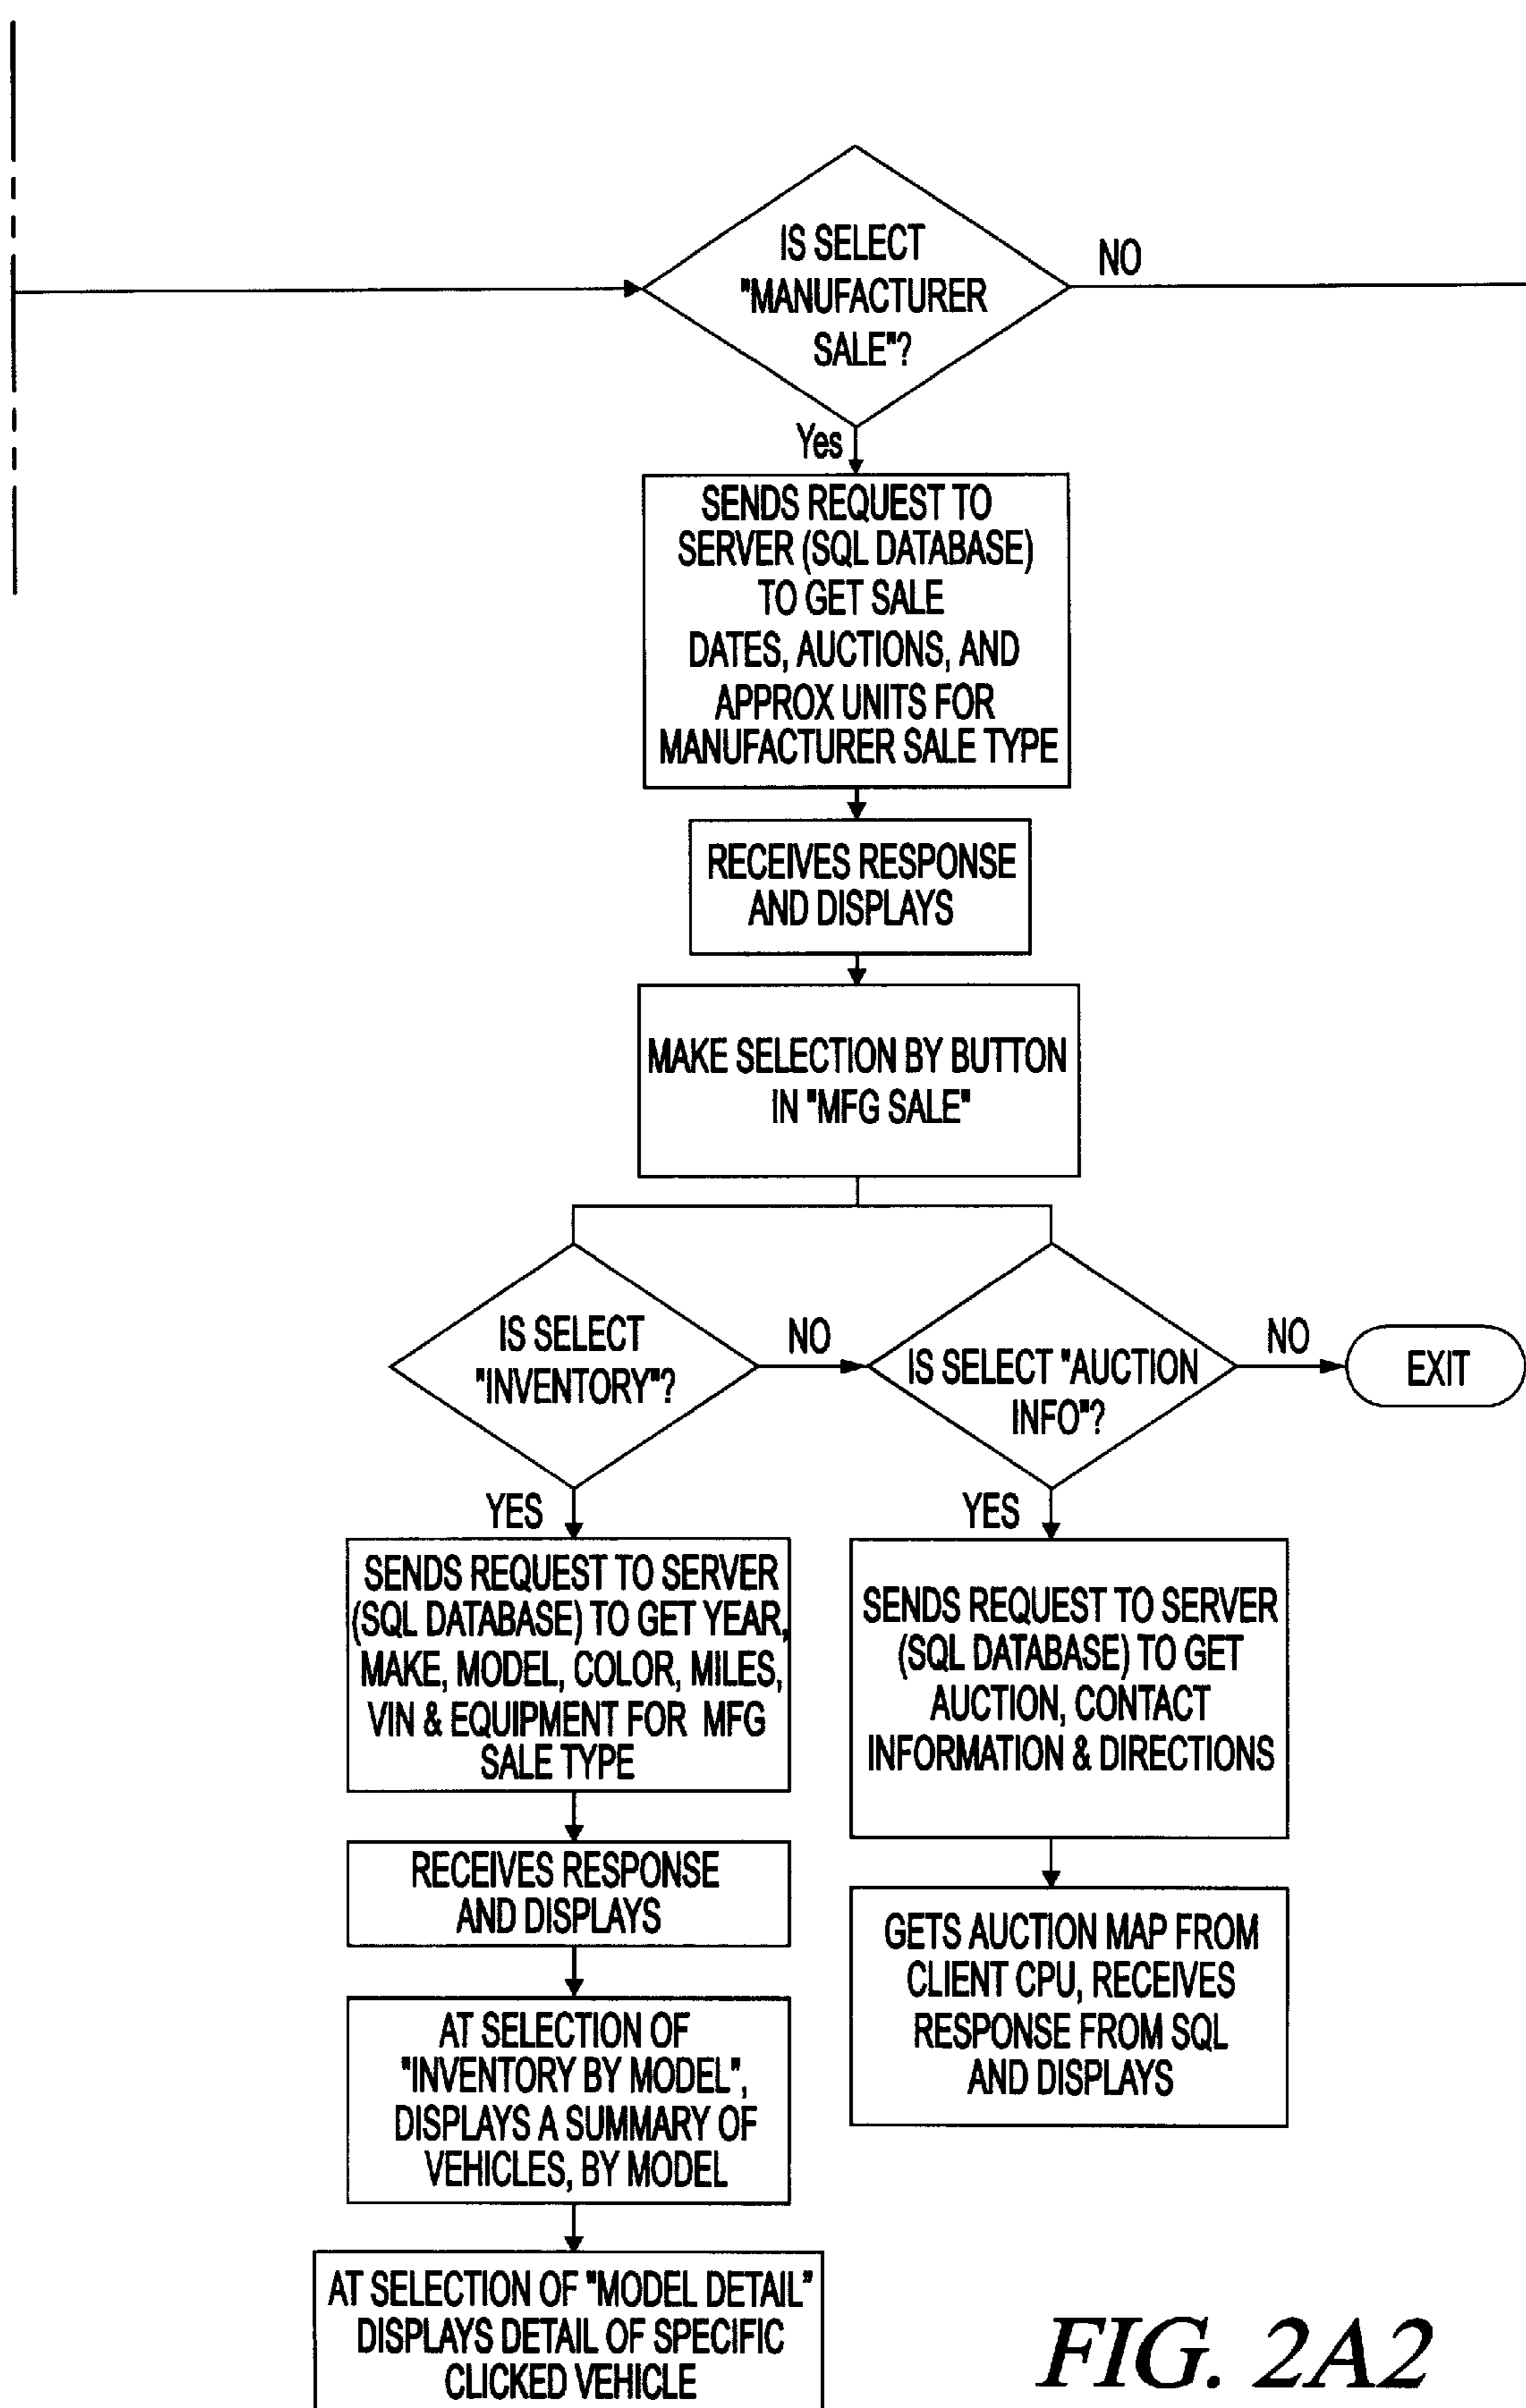 IS SELECT
"MANUFACTURER
SALE"?
NO
Yes
SENDS REQUEST TO
SERVER (SQL DATABASE)
TO GET SALE
DATES, AUCTIONS, AND
APPROX UNITS FOR
MANUFACTURER SALE TYPE
RECEIVES RESPONSE
AND DISPLAYS
MAKE SELECTION BY BUTTON
IN "MFG SALE"
IS SELECT
"INVENTORY"?
NO
IS SELECT "AUCTION
INFO"?
NO
EXIT
YES
SENDS REQUEST TO SERVER
(SQL DATABASE) TO GET YEAR,
MAKE, MODEL, COLOR, MILES,
VIN & EQUIPMENT FOR MFG
SALE TYPE
RECEIVES RESPONSE
AND DISPLAYS
AT SELECTION OF
"INVENTORY BY MODEL",
DISPLAYS A SUMMARY OF
VEHICLES, BY MODEL
AT SELECTION OF "MODEL DETAIL"
DISPLAYS DETAIL OF SPECIFIC
CLICKED VEHICLE
YES
SENDS REQUEST TO SERVER
(SQL DATABASE) TO GET
AUCTION, CONTACT
INFORMATION & DIRECTIONS
GETS AUCTION MAP FROM
CLIENT CPU, RECEIVES
RESPONSE FROM SQL
AND DISPLAYS
FIG. 2A2